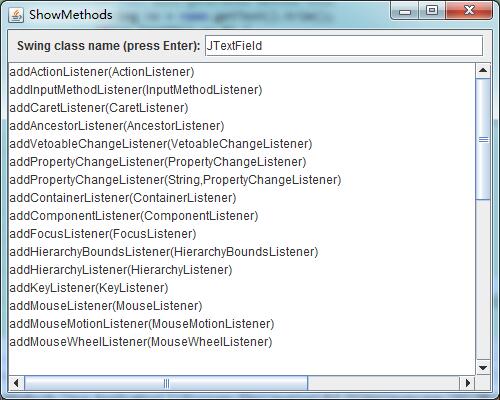 ShowMethods
Swing class name (press Enter): JTextField
addActionListener(ActionListener)
addInputMethodListener(InputMethodListener)
addCaretListener(CaretListener)
addAncestorListener(AncestorListener)
addVetoableChangeListener(VetoableChangeListener)
addPropertyChangeListener(PropertyChangeListener)
addPropertyChangeListener(String,PropertyChangeListener)
addContainerListener(ContainerListener)
addComponentListener(ComponentListener)
addFocusListener(FocusListener)
addHierarchyBoundsListener(HierarchyBoundsListener)
addHierarchyListener(HierarchyListener)
addKeyListener(KeyListener)
addMouseListener(MouseListener)
addMouseMotionListener(MouseMotionListener)
addMouseWheelListener(MouseWheelListener)